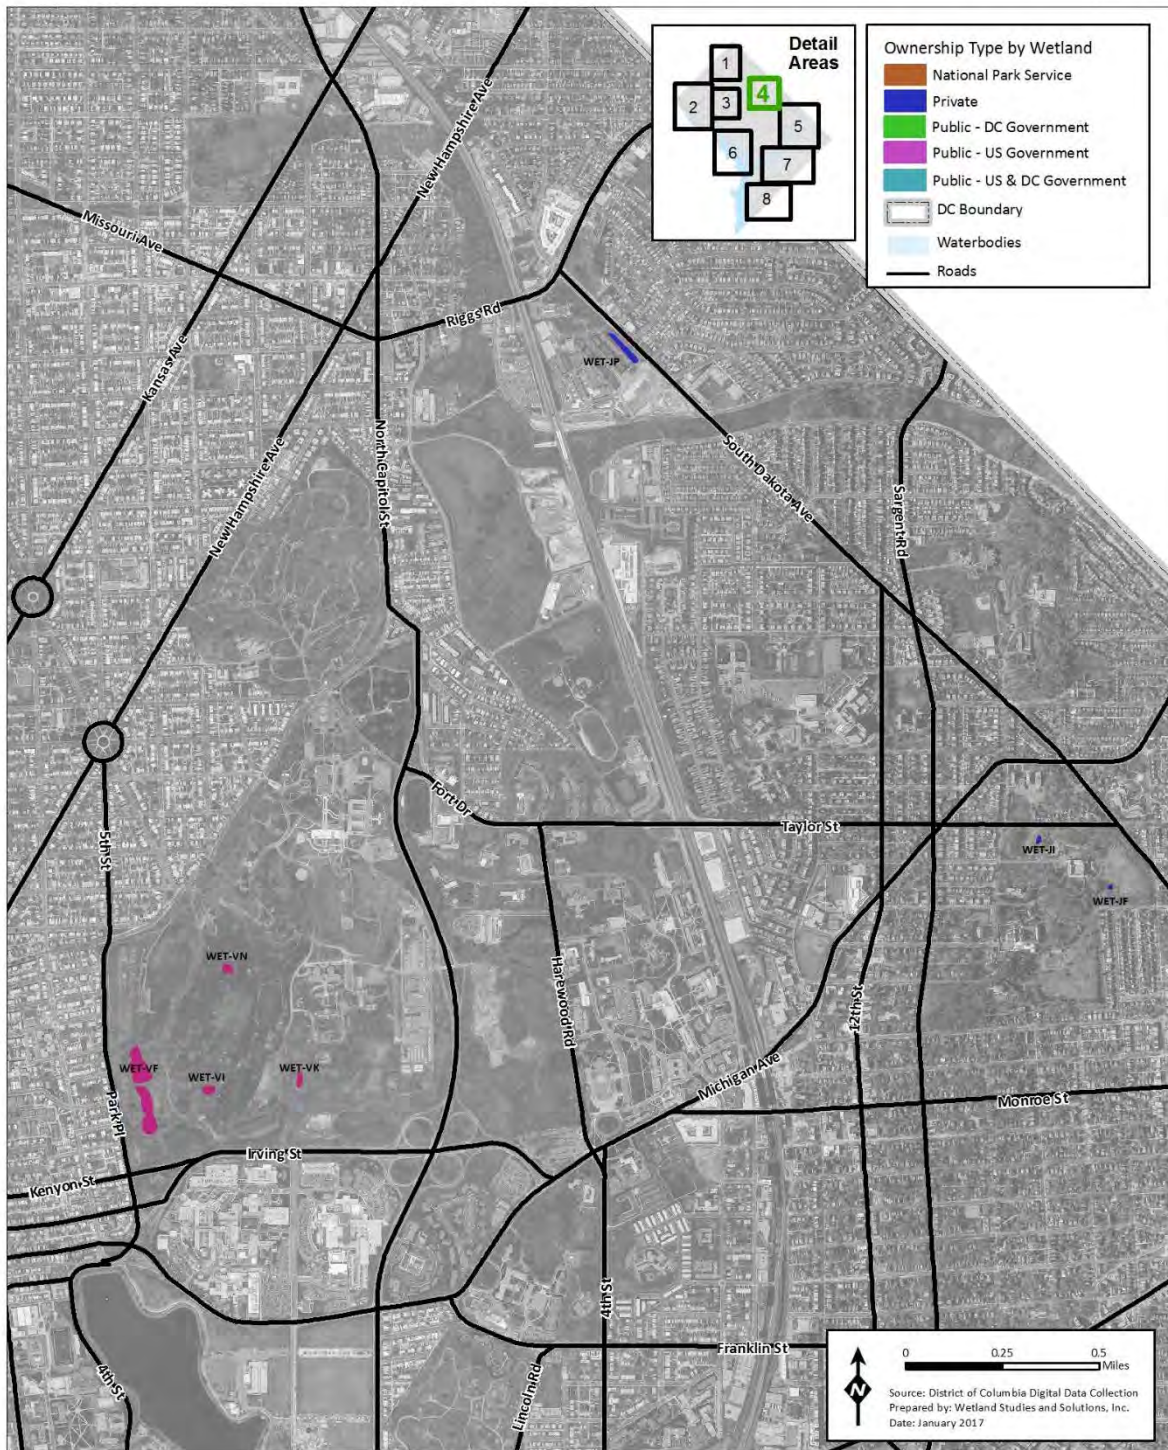 Detail
Areas
1
2
3
4
5
6
7
8
Ownership Type by Wetland
National Park Service
Private
Public - DC Government
Public - US Government
Public - US & DC Government
DC Boundary
Waterbodies
Roads
New Hampshire Ave
Missouri Ave
Riggs Rd
Kansas Ave
WET-JP
New Hampshire Ave
North Capitol St
South Dakota Ave
Sargent Rd
Fort Dr
Taylor St
5th St
WET-JI
WET-JF
WET-VN
Harewood Rd
12th St
WET-VF
WET-VI
WET-VK
Michigan Ave
Park Pl
Monroe St
Irving St
Kenyon St
4th St
4th St
Lincoln Rd
Franklin St
N
0 0.25 0.5
Miles
Source: District of Columbia Digital Data Collection
Prepared by: Wetland Studies and Solutions, Inc.
Date: January 2017